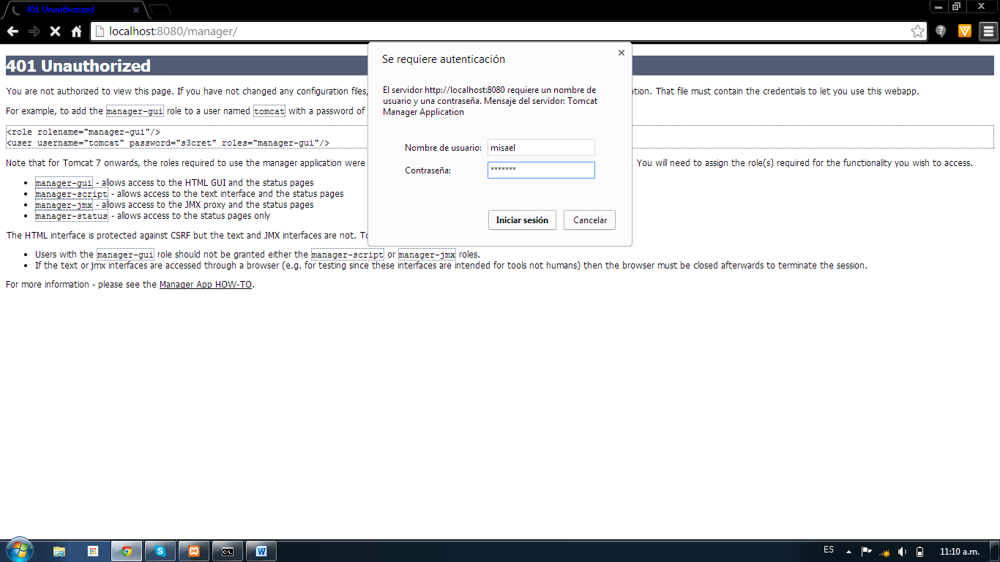 401 Unauthorized
localhost:8080/manager/
401 Unauthorized
You are not authorized to view this page. If you have not changed any configuration files, ation. That file must contain the credentials to let you use this webapp.
For example, to add the manager-gui role to a user named tomcat with a password of
<role rolename="manager-gui"/>
<user username="tomcat" password="s3cret" roles="manager-gui"/>
Note that for Tomcat 7 onwards, the roles required to use the manager application were You will need to assign the role(s) required for the functionality you wish to access.
manager-gui - allows access to the HTML GUI and the status pages
manager-script - allows access to the text interface and the status pages
manager-jmx - allows access to the JMX proxy and the status pages
manager-status - allows access to the status pages only
The HTML interface is protected against CSRF but the text and JMX interfaces are not. To
Users with the manager-gui role should not be granted either the manager-script or manager-jmx roles.
If the text or jmx interfaces are accessed through a browser (e.g. for testing since these interfaces are intended for tools not humans) then the browser must be closed afterwards to terminate the session.
For more information - please see the Manager App HOW-TO.
Se requiere autenticación
El servidor http://localhost:8080 requiere un nombre de
usuario y una contraseña. Mensaje del servidor: Tomcat
Manager Application
Nombre de usuario: misael
Contraseña: *******
Iniciar sesión Cancelar
ES 11:10 a.m.